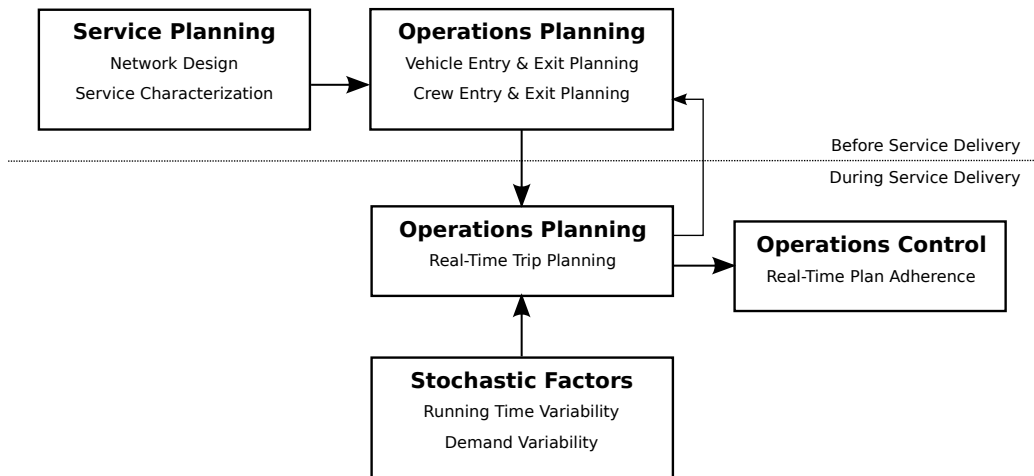 Service Planning
Network Design
Service Characterization
Operations Planning
Vehicle Entry & Exit Planning
Crew Entry & Exit Planning
Before Service Delivery
During Service Delivery
Operations Planning
Real-Time Trip Planning
Operations Control
Real-Time Plan Adherence
Stochastic Factors
Running Time Variability
Demand Variability